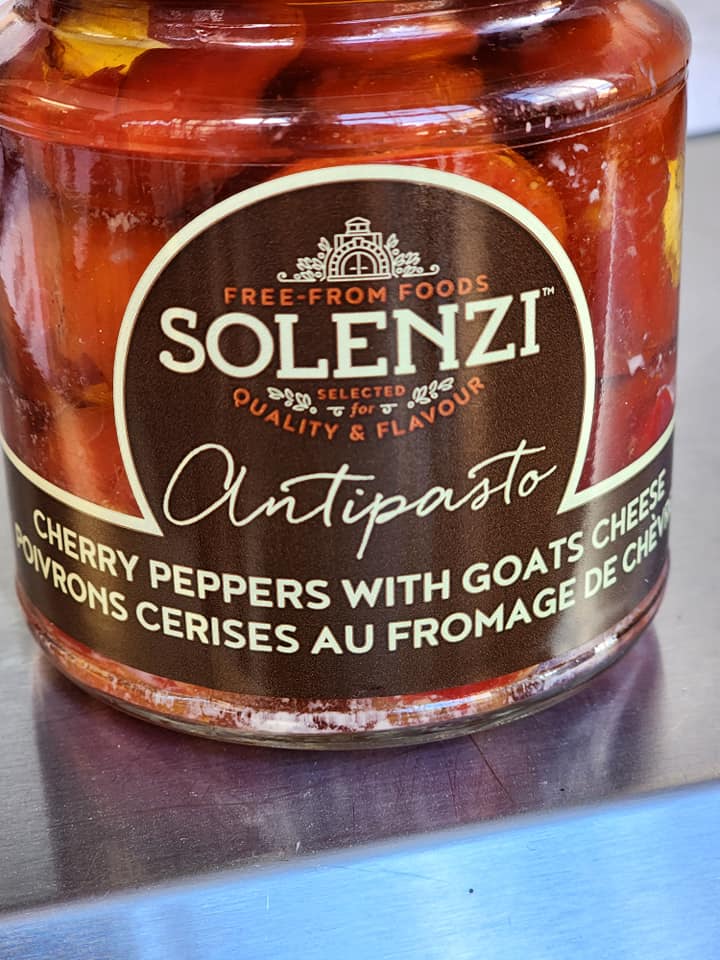 FREE-FROM FOODS
SOLENZI™
SELECTED
for
QUALITY & FLAVOUR
Antipasto
CHERRY PEPPERS WITH GOATS CHEESE
POIVRONS CERISES AU FROMAGE DE